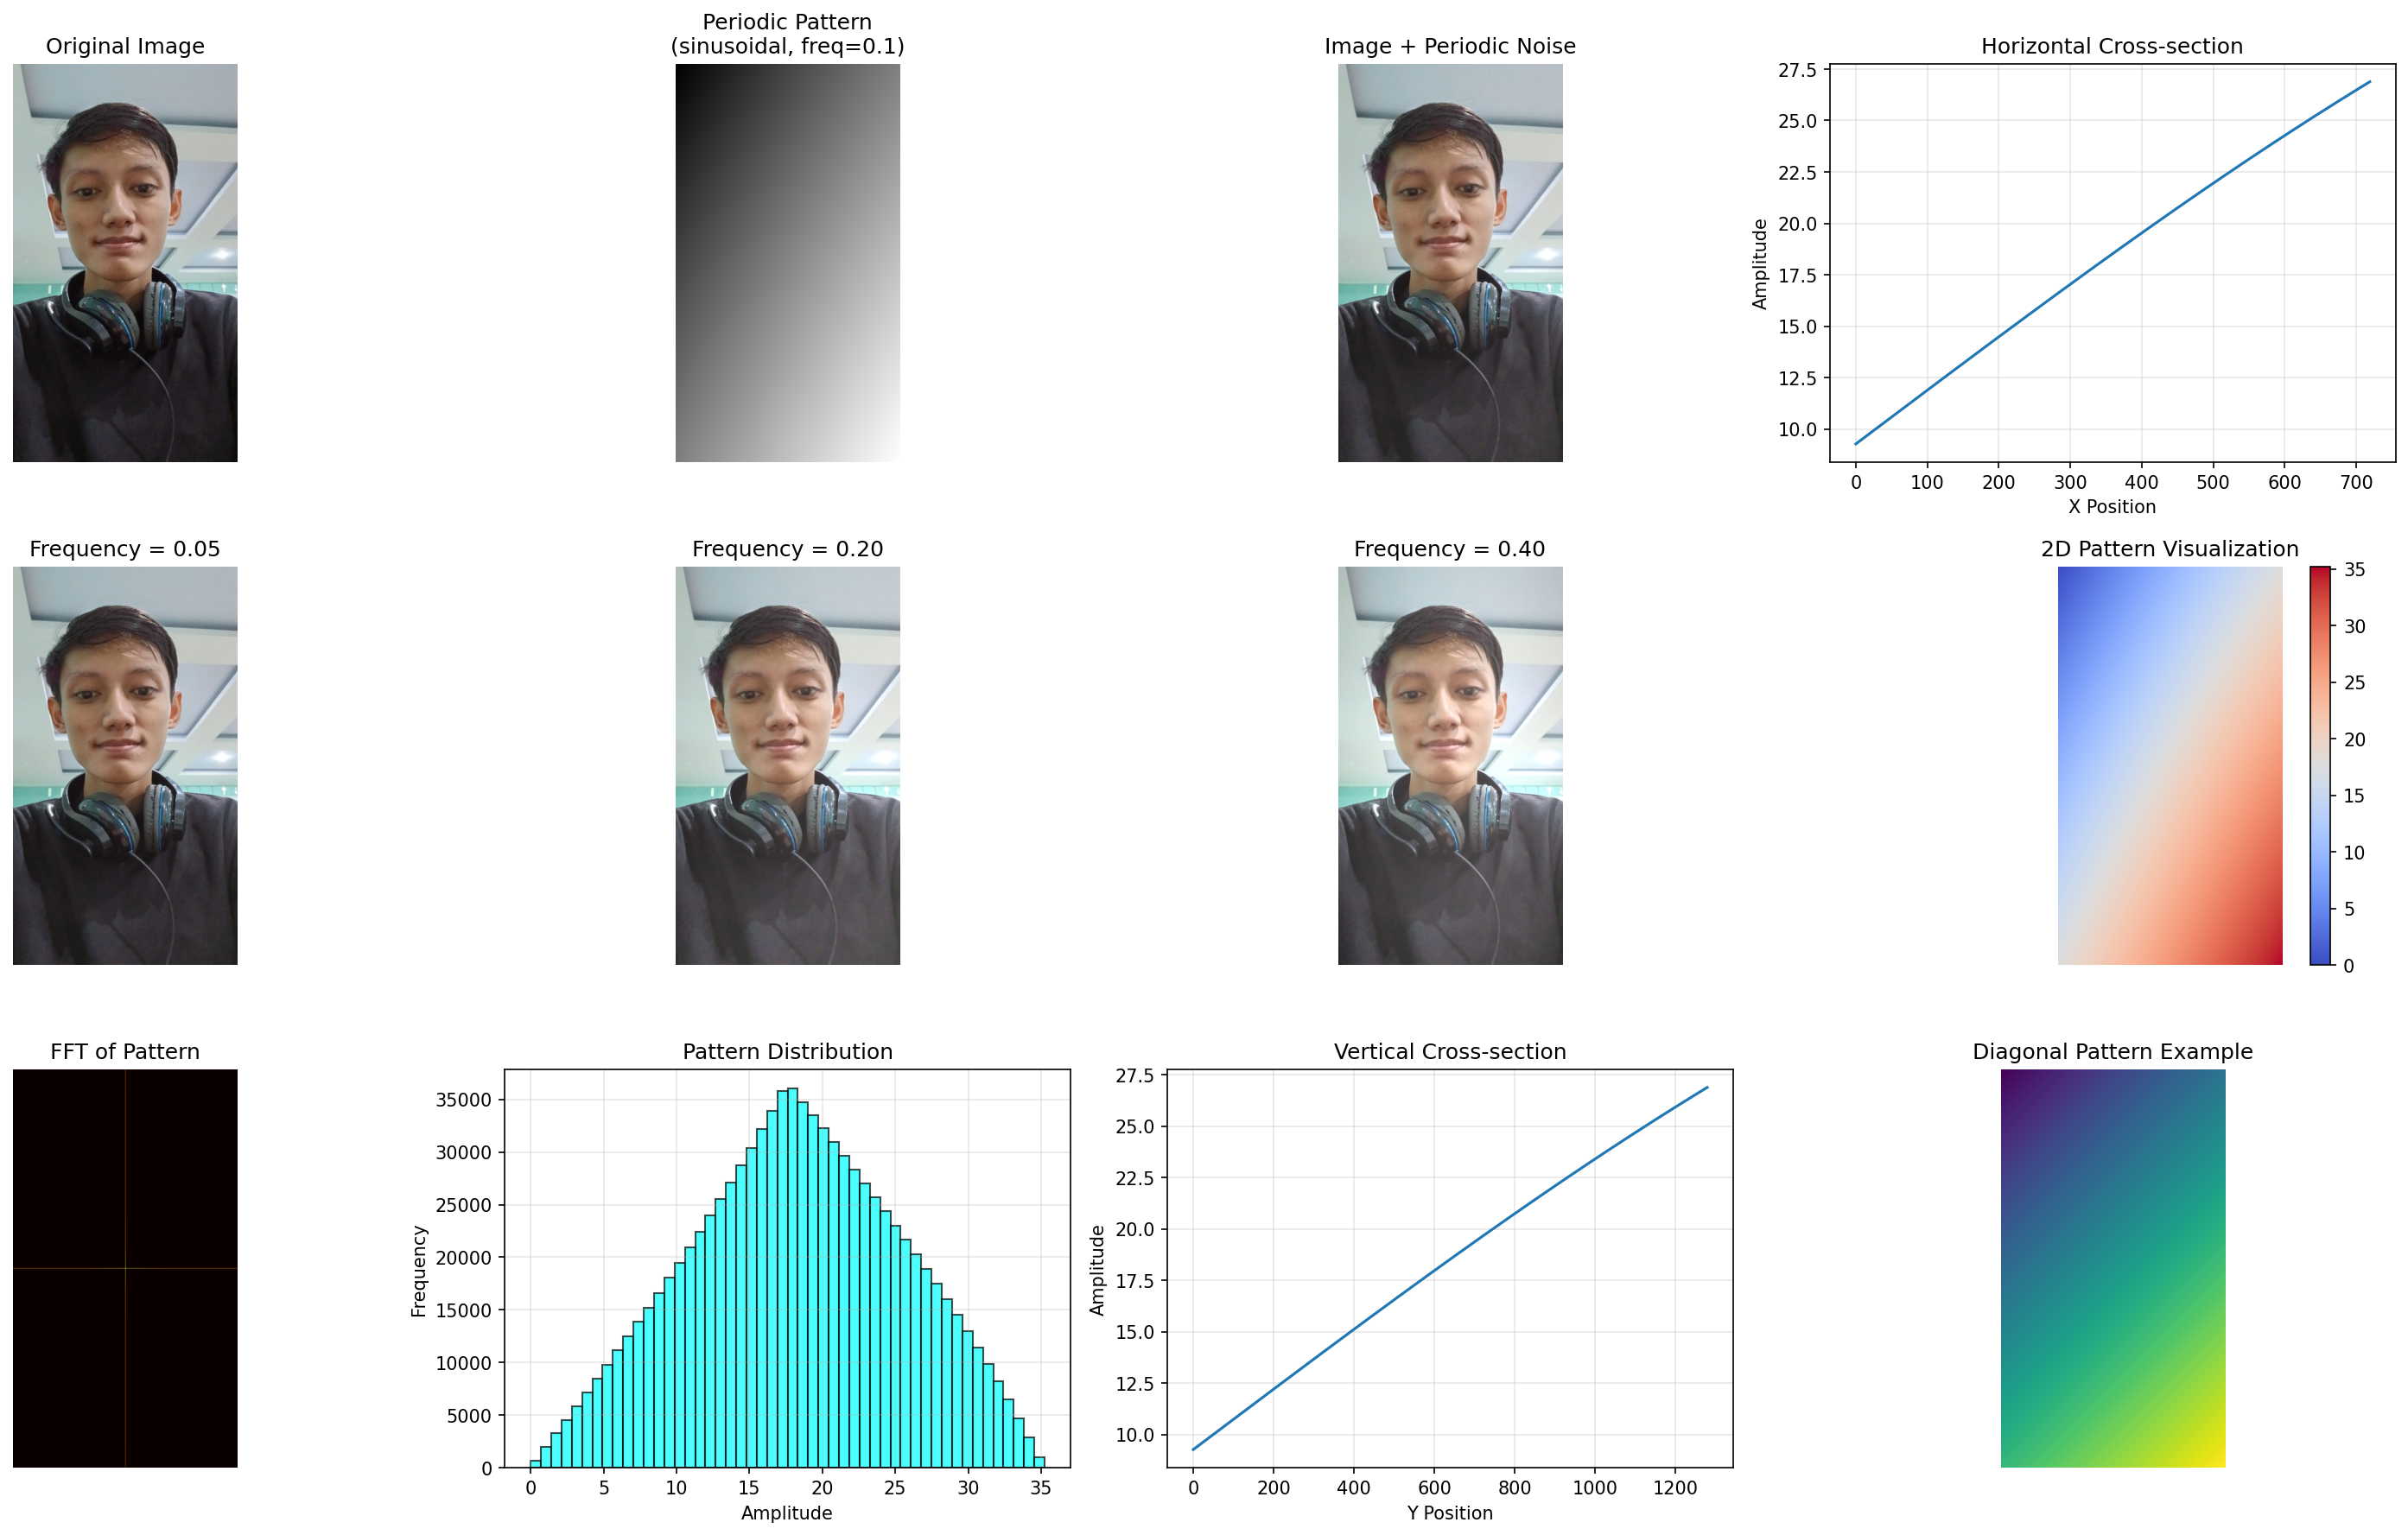 Original Image
Periodic Pattern
(sinusoidal, freq=0.1)
Image + Periodic Noise
Horizontal Cross-section
27.5
25.0
22.5
20.0
17.5
15.0
12.5
10.0
Amplitude
0 100 200 300 400 500 600 700
X Position
Frequency = 0.05
Frequency = 0.20
Frequency = 0.40
2D Pattern Visualization
35
30
25
20
15
10
5
0
FFT of Pattern
Pattern Distribution
35000
30000
25000
20000
15000
10000
5000
0
Frequency
0 5 10 15 20 25 30 35
Amplitude
Vertical Cross-section
27.5
25.0
22.5
20.0
17.5
15.0
12.5
10.0
Amplitude
0 200 400 600 800 1000 1200
Y Position
Diagonal Pattern Example